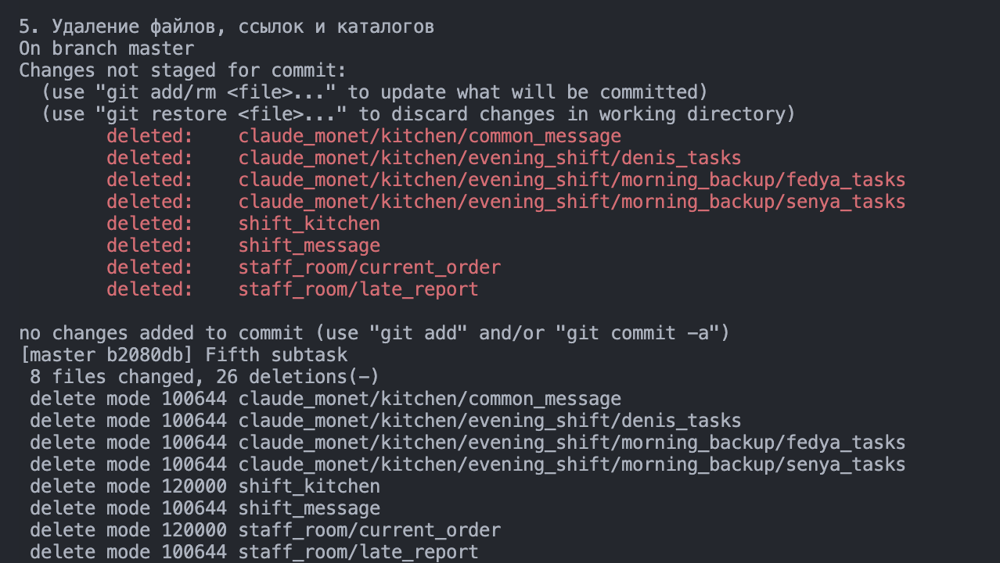 5. Удаление файлов, ссылок и каталогов
On branch master
Changes not staged for commit:
  (use "git add/rm <file>..." to update what will be committed)
  (use "git restore <file>..." to discard changes in working directory)
        deleted:    claude_monet/kitchen/common_message
        deleted:    claude_monet/kitchen/evening_shift/denis_tasks
        deleted:    claude_monet/kitchen/evening_shift/morning_backup/fedya_tasks
        deleted:    claude_monet/kitchen/evening_shift/morning_backup/senya_tasks
        deleted:    shift_kitchen
        deleted:    shift_message
        deleted:    staff_room/current_order
        deleted:    staff_room/late_report

no changes added to commit (use "git add" and/or "git commit -a")
[master b2080db] Fifth subtask
 8 files changed, 26 deletions(-)
 delete mode 100644 claude_monet/kitchen/common_message
 delete mode 100644 claude_monet/kitchen/evening_shift/denis_tasks
 delete mode 100644 claude_monet/kitchen/evening_shift/morning_backup/fedya_tasks
 delete mode 100644 claude_monet/kitchen/evening_shift/morning_backup/senya_tasks
 delete mode 120000 shift_kitchen
 delete mode 100644 shift_message
 delete mode 120000 staff_room/current_order
 delete mode 100644 staff_room/late_report